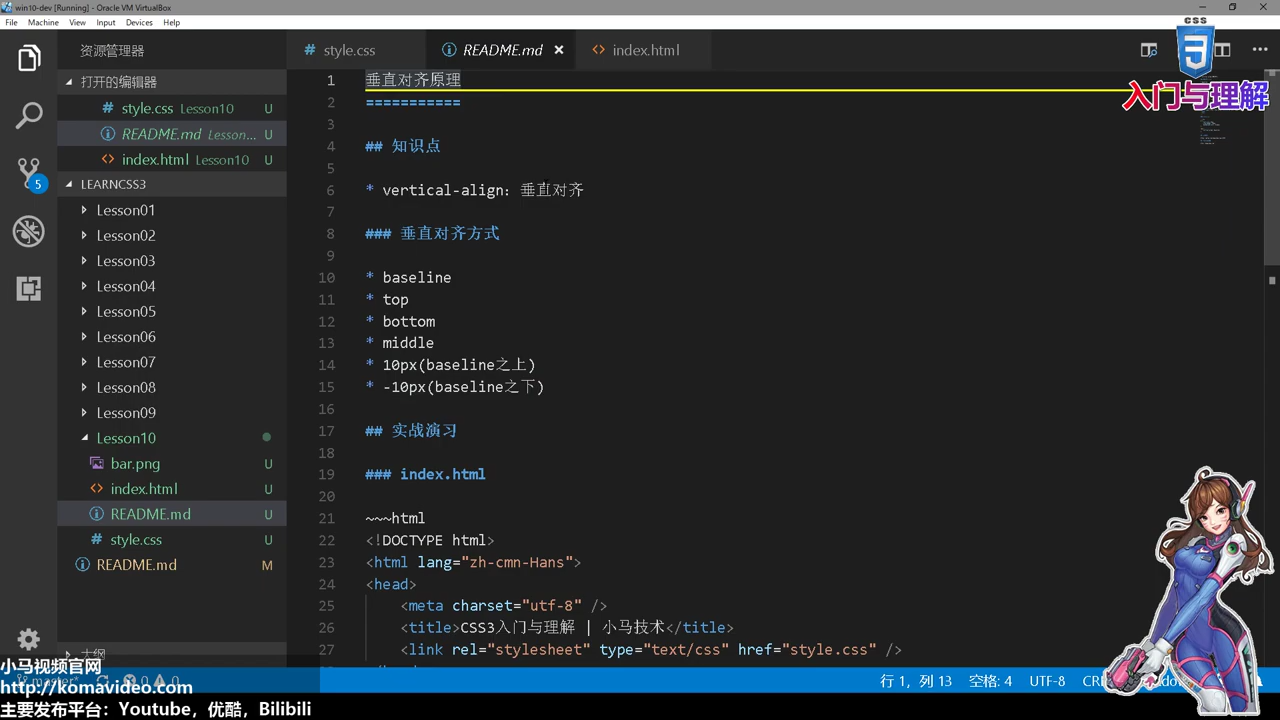 win10-dev [Running] - Oracle VM VirtualBox
File Machine View Input Devices Help
资源管理器
打开的编辑器
# style.css Lesson10 U
README.md Lesson... U
<> index.html Lesson10 U
LEARNCSS3
Lesson01
Lesson02
Lesson03
Lesson04
Lesson05
Lesson06
Lesson07
Lesson08
Lesson09
Lesson10
bar.png U
<> index.html U
README.md U
# style.css U
README.md M
大纲
5
# style.css
README.md ×
<> index.html
CSS
3
入门与理解
1 垂直对齐原理
2 ===========
3
4 ## 知识点
5
6 * vertical-align: 垂直对齐
7
8 ### 垂直对齐方式
9
10 * baseline
11 * top
12 * bottom
13 * middle
14 * 10px(baseline之上)
15 * -10px(baseline之下)
16
17 ## 实战演习
18
19 ### index.html
20
21 ~~~html
22 <!DOCTYPE html>
23 <html lang="zh-cmn-Hans">
24 <head>
25 <meta charset="utf-8" />
26 <title>CSS3入门与理解 | 小马技术</title>
27 <link rel="stylesheet" type="text/css" href="style.css" />
master* 0 0
行 1，列 13 空格: 4 UTF-8
小马视频官网
http://komavideo.com
主要发布平台：Youtube，优酷，Bilibili